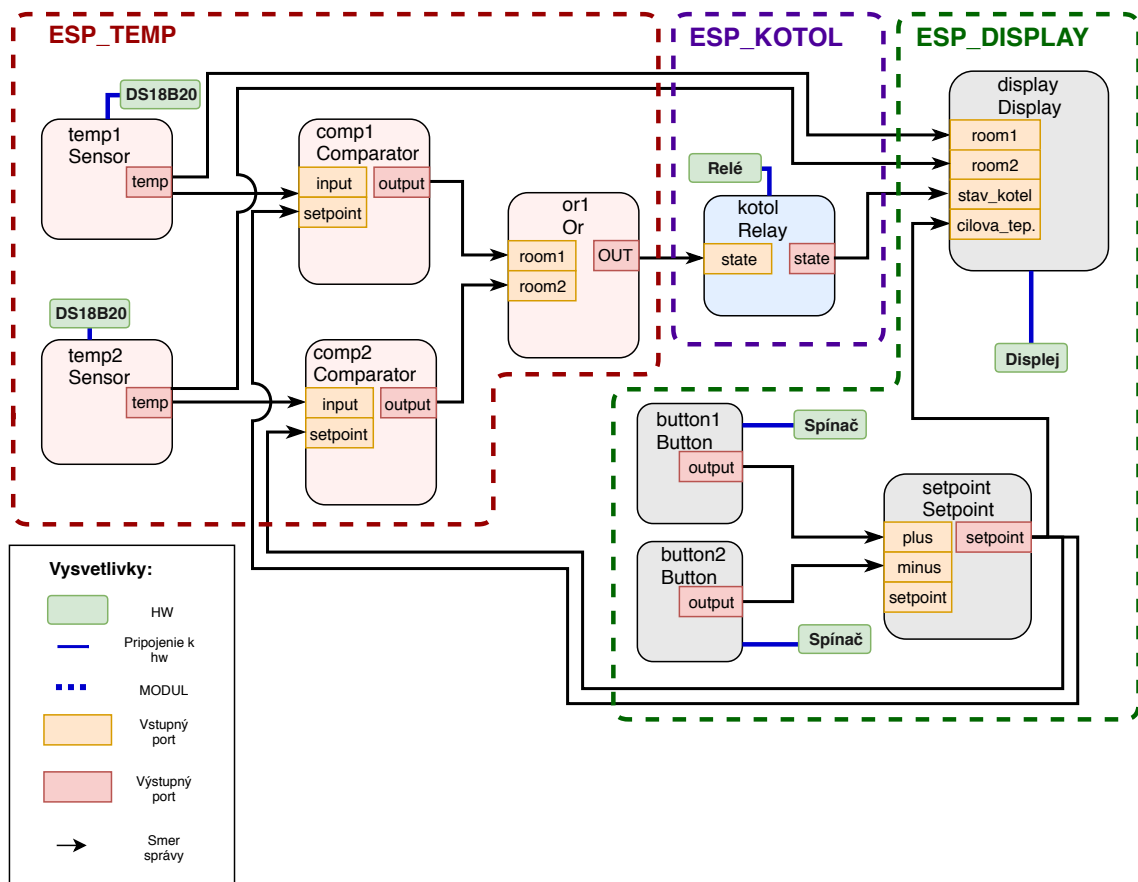 ESP_TEMP
ESP_KOTOL
ESP_DISPLAY
DS18B20
temp1
Sensor
temp
comp1
Comparator
input
output
setpoint
or1
Or
room1
OUT
room2
Relé
kotol
Relay
state
state
display
Display
room1
room2
stav_kotel
cilova_tep.
Displej
DS18B20
temp2
Sensor
temp
comp2
Comparator
input
output
setpoint
button1
Button
output
Spínač
button2
Button
output
Spínač
setpoint
Setpoint
plus
setpoint
minus
setpoint
Vysvetlivky:
HW
Pripojenie k
hw
MODUL
Vstupný
port
Výstupný
port
Smer
správy